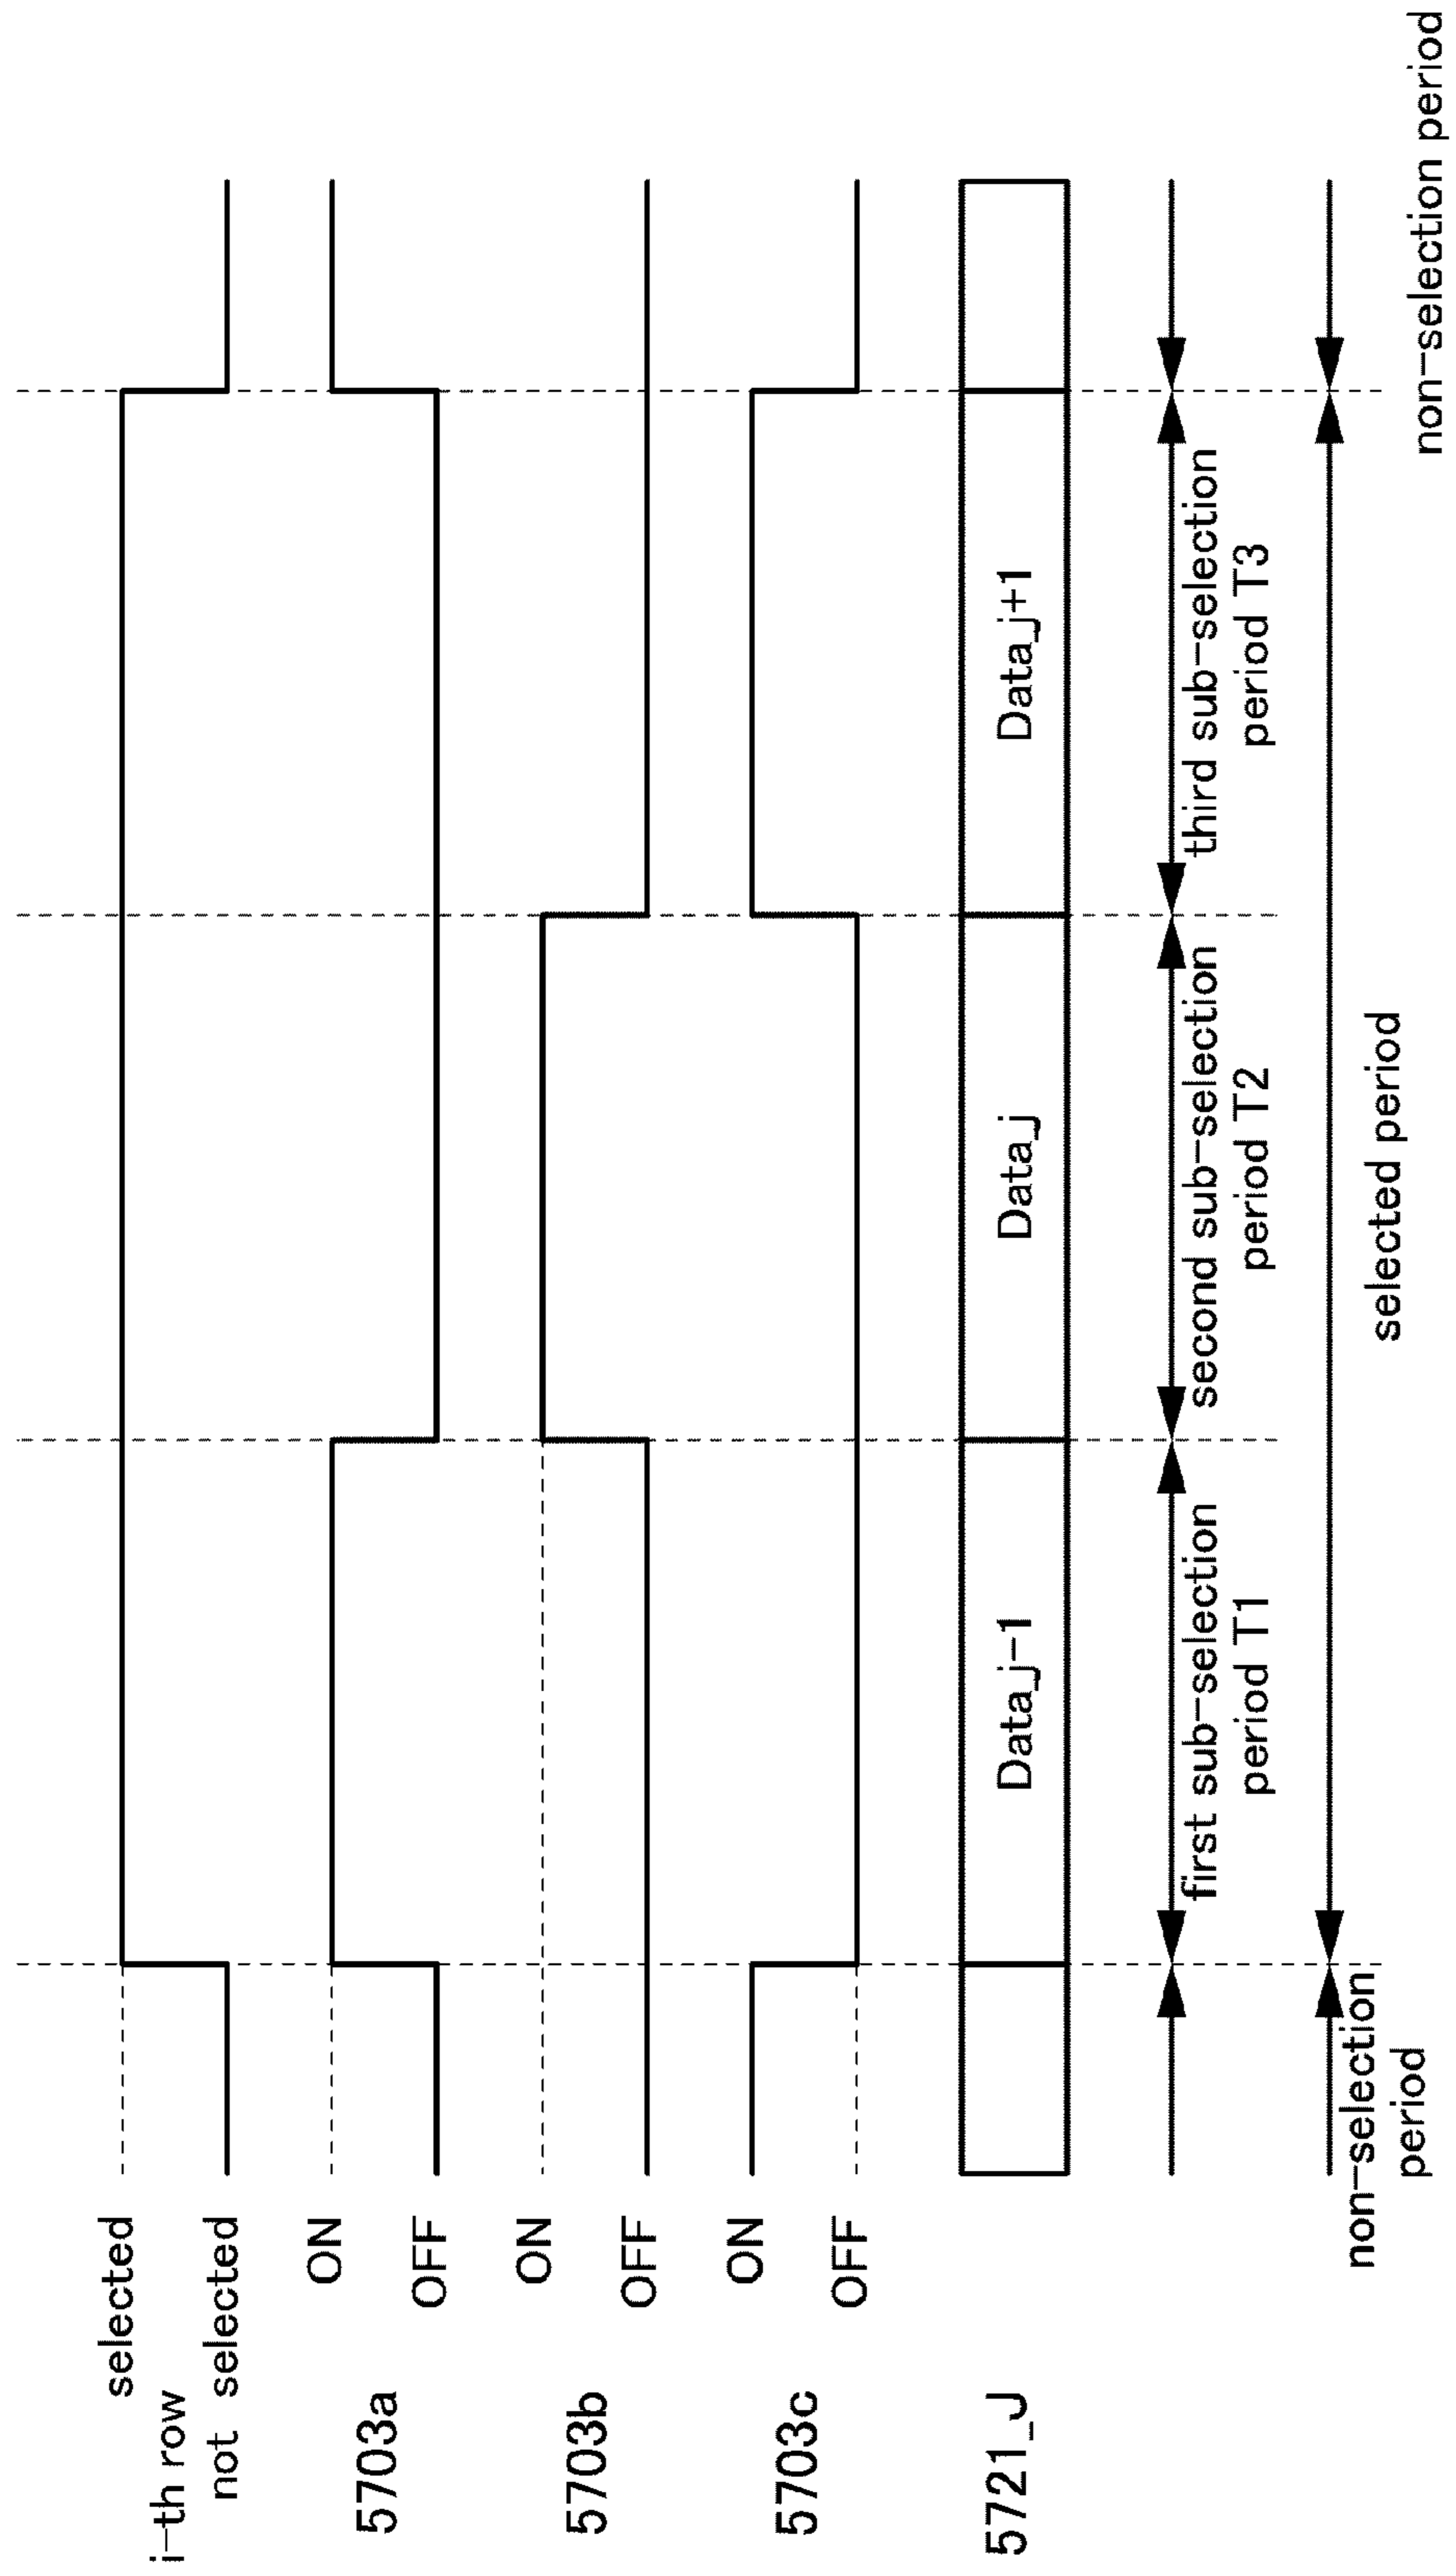 selected
i-th row
not selected
ON
5703a
OFF
ON
5703b
OFF
ON
5703c
OFF
5721_J
Data_j-1
Data_j
Data_j+1
first sub-selection
period T1
second sub-selection
period T2
third sub-selection
period T3
non-selection
period
selected period
non-selection period